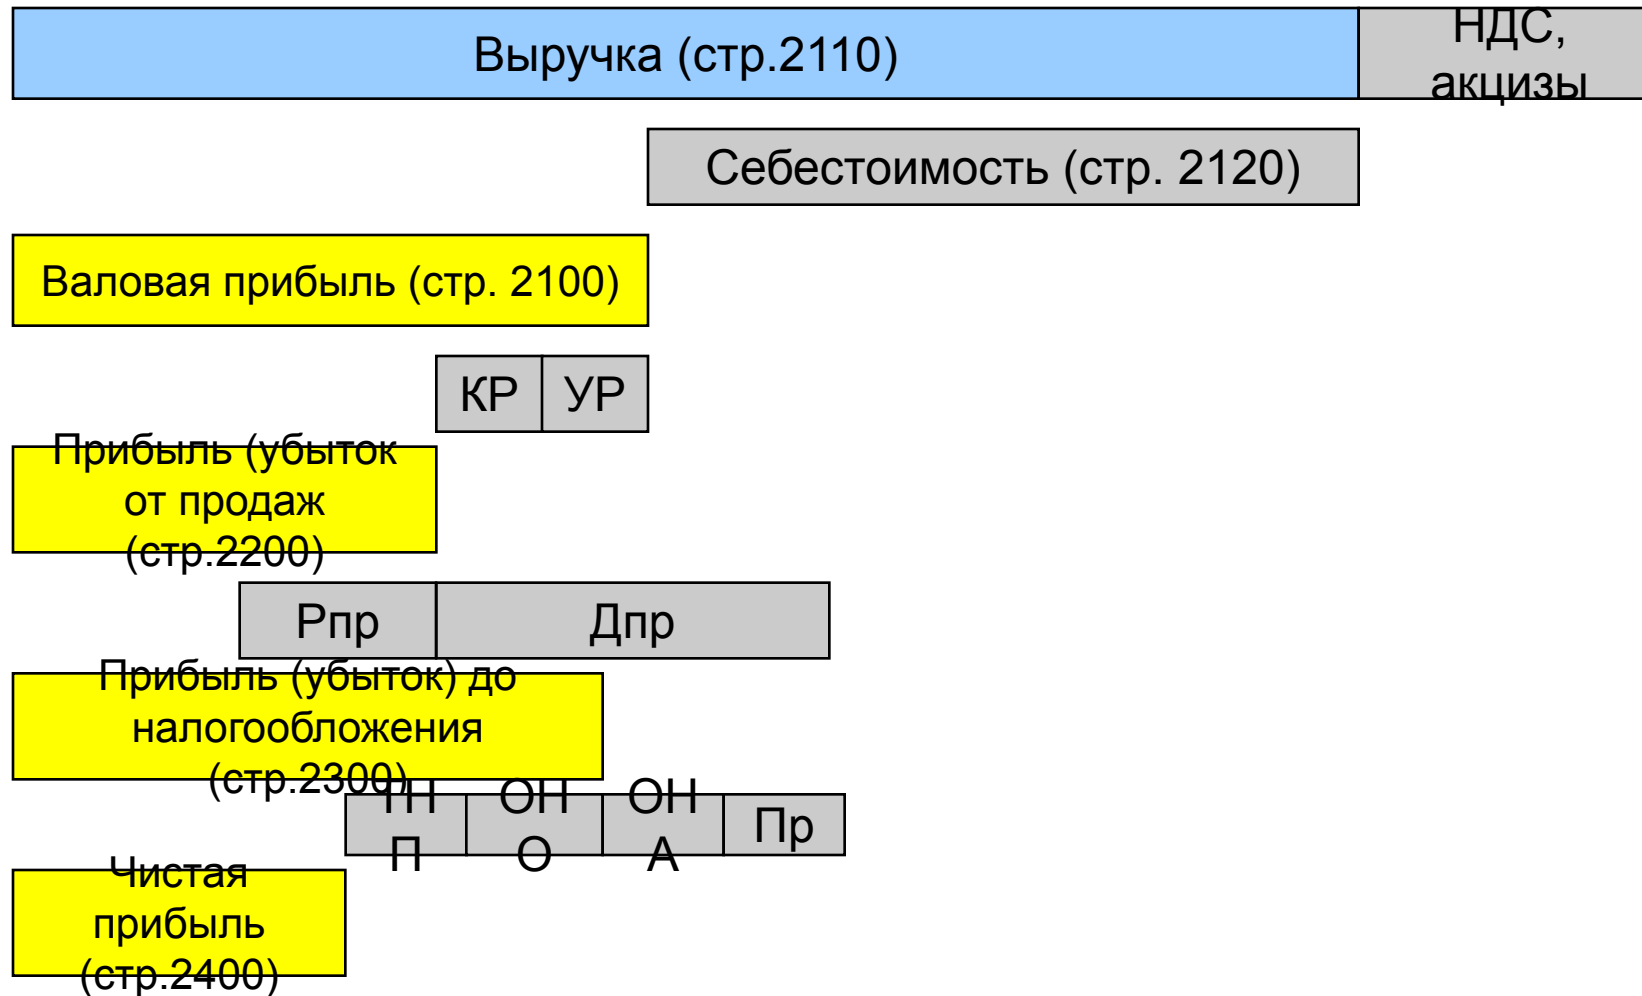 Выручка (стр.2110)
НДС,
акцизы
Себестоимость (стр. 2120)
Валовая прибыль (стр. 2100)
КР
УР
Прибыль (убыток
от продаж
(стр.2200)
Рпр
Дпр
Прибыль (убыток) до
налогообложения
(стр.2300)
ТН
П
ОН
О
ОН
А
Пр
Чистая
прибыль
(стр.2400)